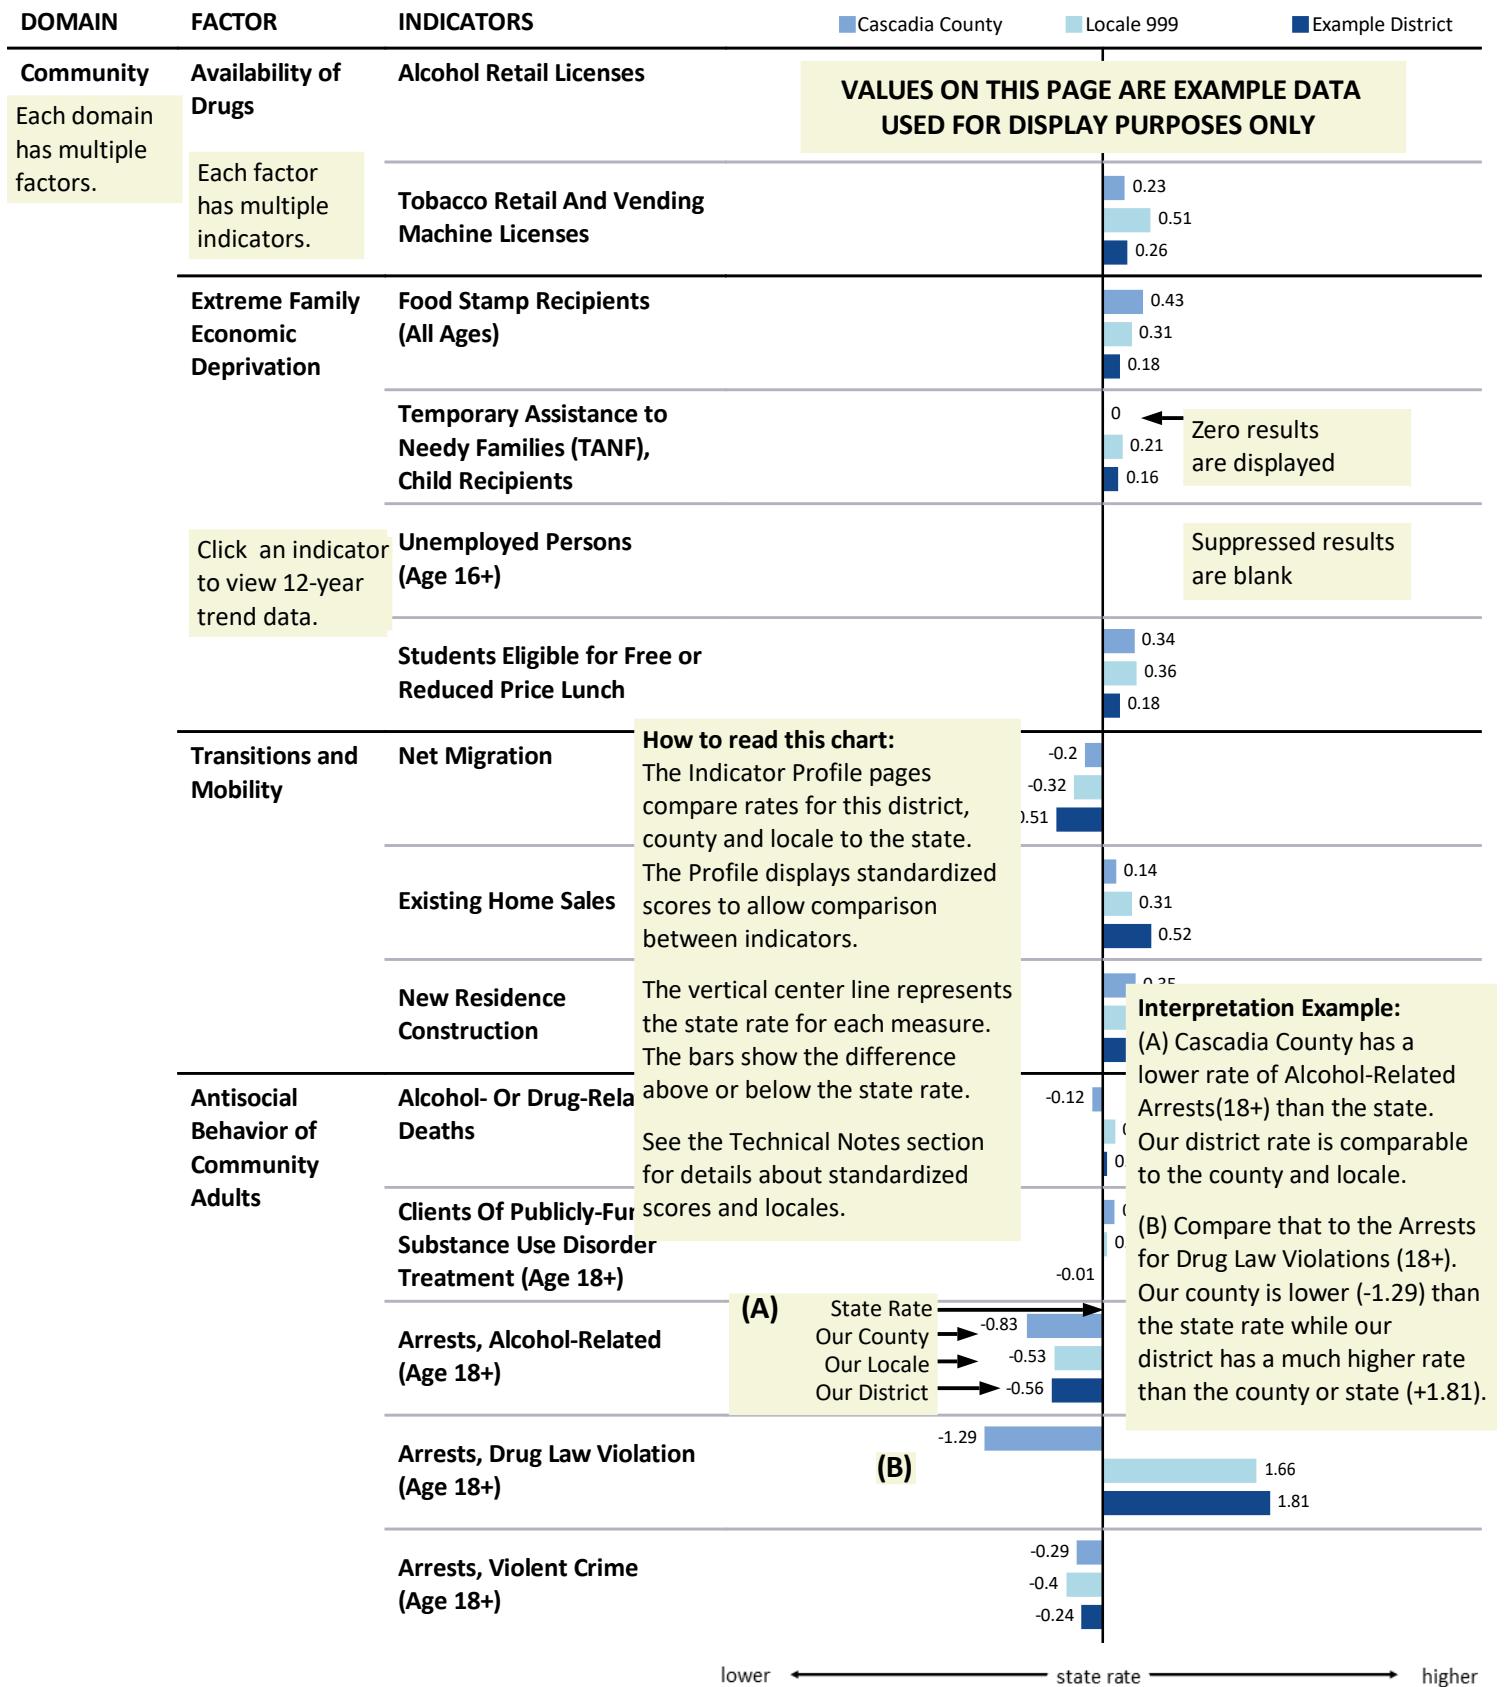 DOMAIN FACTOR INDICATORS Cascadia County Locale 999 Example District
Community
Each domain
has multiple
factors.
Availability of
Drugs
Each factor
has multiple
indicators.
Alcohol Retail Licenses
VALUES ON THIS PAGE ARE EXAMPLE DATA
USED FOR DISPLAY PURPOSES ONLY
Tobacco Retail And Vending
Machine Licenses
0.23
0.51
0.26
Extreme Family
Economic
Deprivation
Food Stamp Recipients
(All Ages)
0.43
0.31
0.18
Temporary Assistance to
Needy Families (TANF),
Child Recipients
0
0.21
0.16
Zero results
are displayed
Click an indicator
to view 12-year
trend data.
Unemployed Persons
(Age 16+)
Suppressed results
are blank
Students Eligible for Free or
Reduced Price Lunch
0.34
0.36
0.18
Transitions and
Mobility
Net Migration
-0.2
-0.32
.51
How to read this chart:
The Indicator Profile pages
compare rates for this district,
county and locale to the state.
The Profile displays standardized
scores to allow comparison
between indicators.
The vertical center line represents
the state rate for each measure.
The bars show the difference
above or below the state rate.
See the Technical Notes section
for details about standardized
scores and locales.
Existing Home Sales
0.14
0.31
0.52
New Residence
Construction
Interpretation Example:
(A) Cascadia County has a
lower rate of Alcohol-Related
Arrests(18+) than the state.
Our district rate is comparable
to the county and locale.
(B) Compare that to the Arrests
for Drug Law Violations (18+).
Our county is lower (-1.29) than
the state rate while our
district has a much higher rate
than the county or state (+1.81).
Antisocial
Behavior of
Community
Adults
Alcohol- Or Drug-Rela
Deaths
-0.12
Clients Of Publicly-Fu
Substance Use Disorder
Treatment (Age 18+)
-0.01
Arrests, Alcohol-Related
(Age 18+)
(A)
State Rate
Our County -0.83
Our Locale -0.53
Our District -0.56
Arrests, Drug Law Violation
(Age 18+)
(B)
-1.29
1.66
1.81
Arrests, Violent Crime
(Age 18+)
-0.29
-0.4
-0.24
lower state rate higher